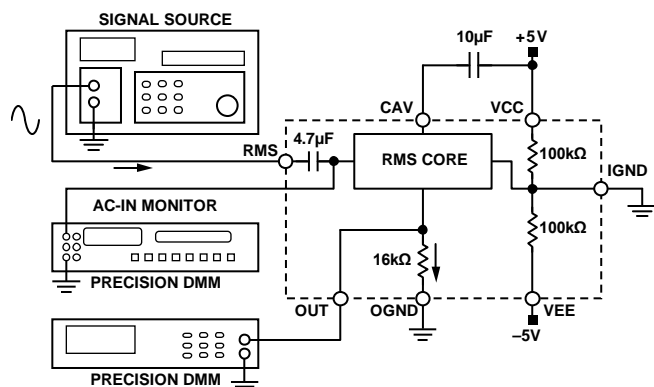 SIGNAL SOURCE
10µF
+5V
CAV
VCC
4.7µF
RMS
RMS CORE
100kΩ
IGND
AC-IN MONITOR
100kΩ
16kΩ
PRECISION DMM
OUT
OGND
VEE
–5V
PRECISION DMM